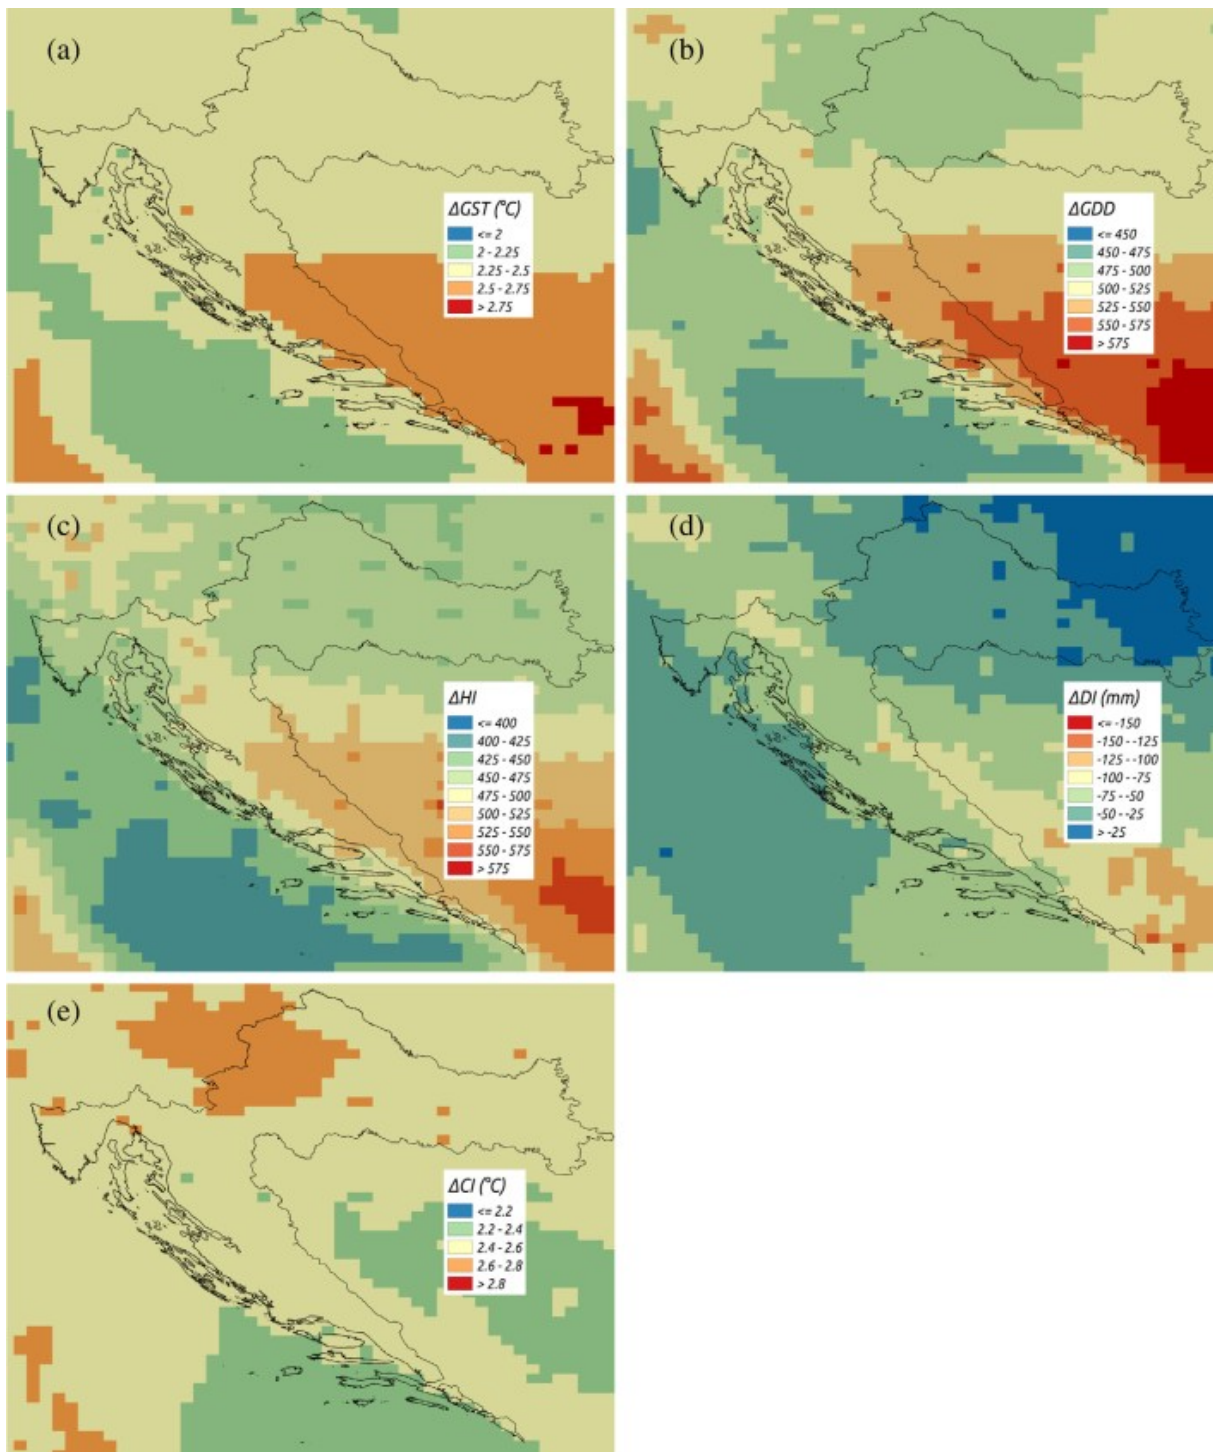 (a)
ΔGST (°C)
<= 2
2 - 2.25
2.25 - 2.5
2.5 - 2.75
> 2.75
(b)
ΔGDD
<= 450
450 - 475
475 - 500
500 - 525
525 - 550
550 - 575
> 575
(c)
ΔHI
<= 400
400 - 425
425 - 450
450 - 475
475 - 500
500 - 525
525 - 550
550 - 575
> 575
(d)
ΔDI (mm)
<= -150
-150 - -125
-125 - -100
-100 - -75
-75 - -50
-50 - -25
> -25
(e)
ΔCI (°C)
<= 2.2
2.2 - 2.4
2.4 - 2.6
2.6 - 2.8
> 2.8